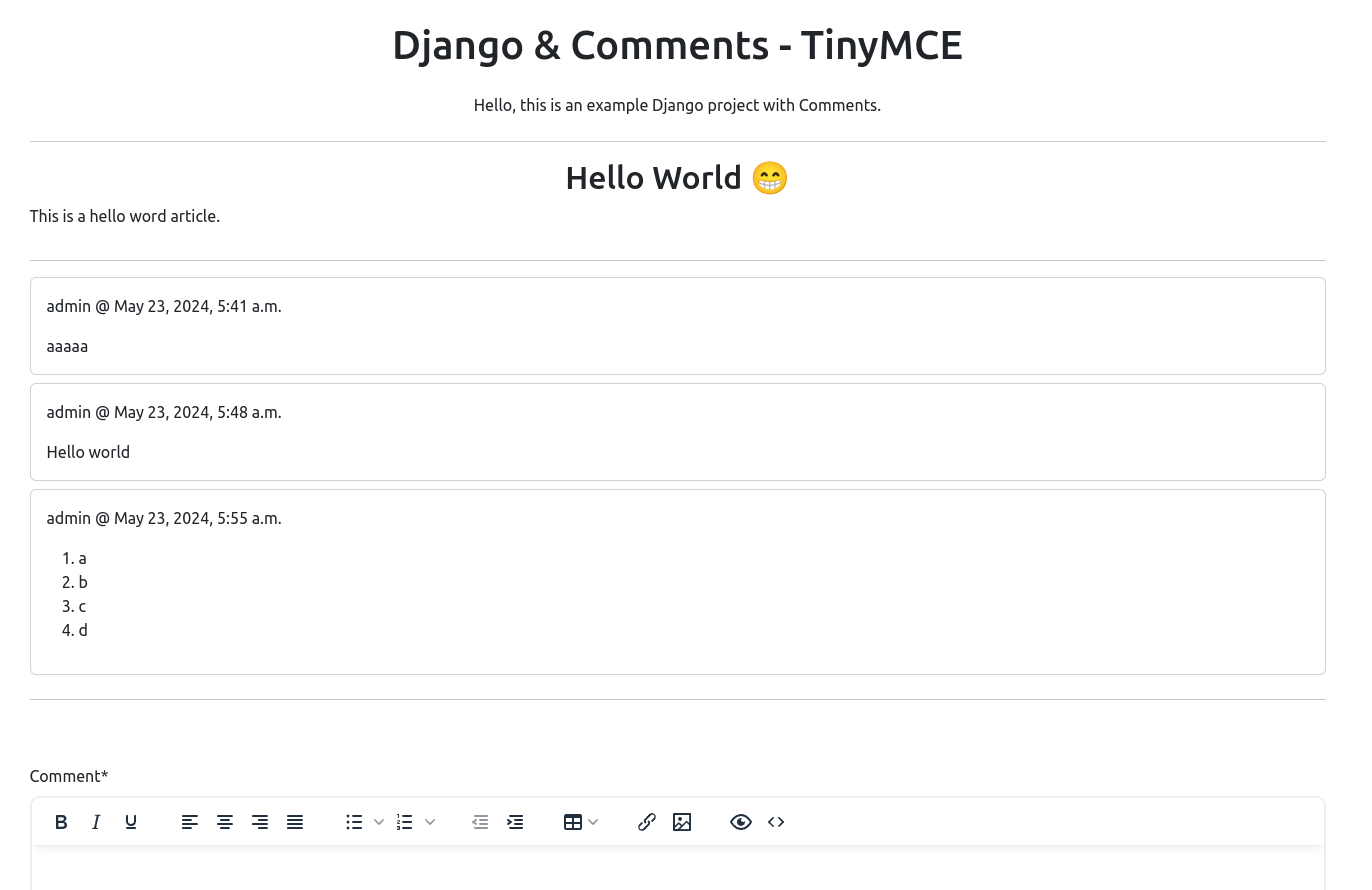 Django & Comments - TinyMCE
Hello, this is an example Django project with Comments.
Hello World 😁
This is a hello word article.
admin @ May 23, 2024, 5:41 a.m.
aaaaa
admin @ May 23, 2024, 5:48 a.m.
Hello world
admin @ May 23, 2024, 5:55 a.m.
1. a
2. b
3. c
4. d
Comment*
B I U